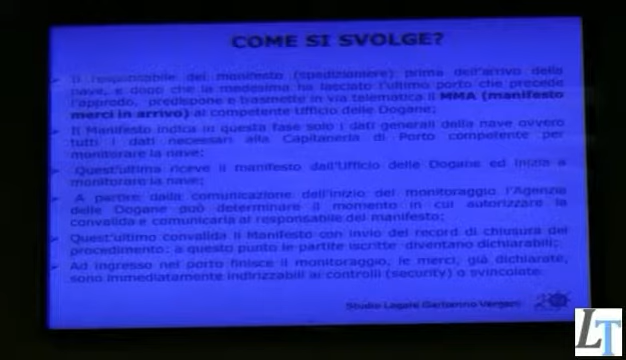 COME SI SVOLGE?
Il responsabile del manifesto (spedizioniere) prima dell'arrivo della
nave, e dopo che la medesima ha lasciato l'ultimo porto che precede
l'approdo, predispone e trasmette in via telematica il MMA (manifesto
merci in arrivo) al competente Ufficio delle Dogane;
Il Manifesto indica in questa fase solo i dati generali della nave ovvero
tutti i dati necessari alla Capitaneria di Porto competente per
monitorare la nave;
Quest'ultima riceve il manifesto dall'Ufficio delle Dogane ed inizia a
monitorare la nave;
A partire dalla comunicazione dell'inizio del monitoraggio l'Agenzia
delle Dogane può determinare il momento in cui autorizzare la
convalida e comunicarla al responsabile del manifesto;
Quest'ultimo convalida il Manifesto con invio del record di chiusura del
procedimento: a questo punto le partite iscritte diventano dichiarabili;
Ad ingresso nel porto finisce il monitoraggio, le merci, già dichiarate,
sono immediatamente indirizzabili ai controlli (security) o svincolate.
Studio Legale Garbarino Vergani
LT